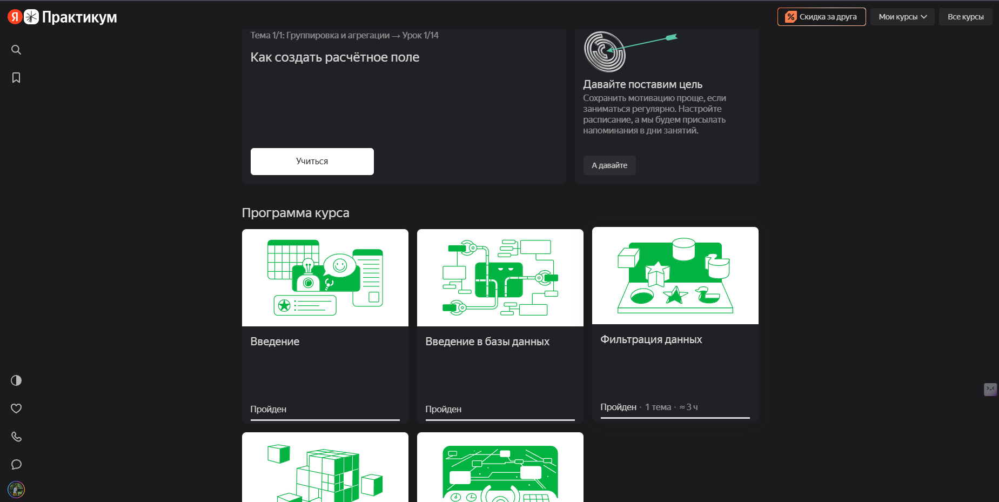 Я Практикум
Скидка за друга
Мои курсы
Все курсы
Тема 1/1: Группировка и агрегации → Урок 1/14
Как создать расчётное поле
Учиться
Давайте поставим цель
Сохранить мотивацию проще, если
заниматься регулярно. Настройте
расписание, а мы будем присылать
напоминания в дни занятий.
А давайте
Программа курса
Введение
Пройден
Введение в базы данных
Пройден
Фильтрация данных
Пройден · 1 тема · ≈ 3 ч